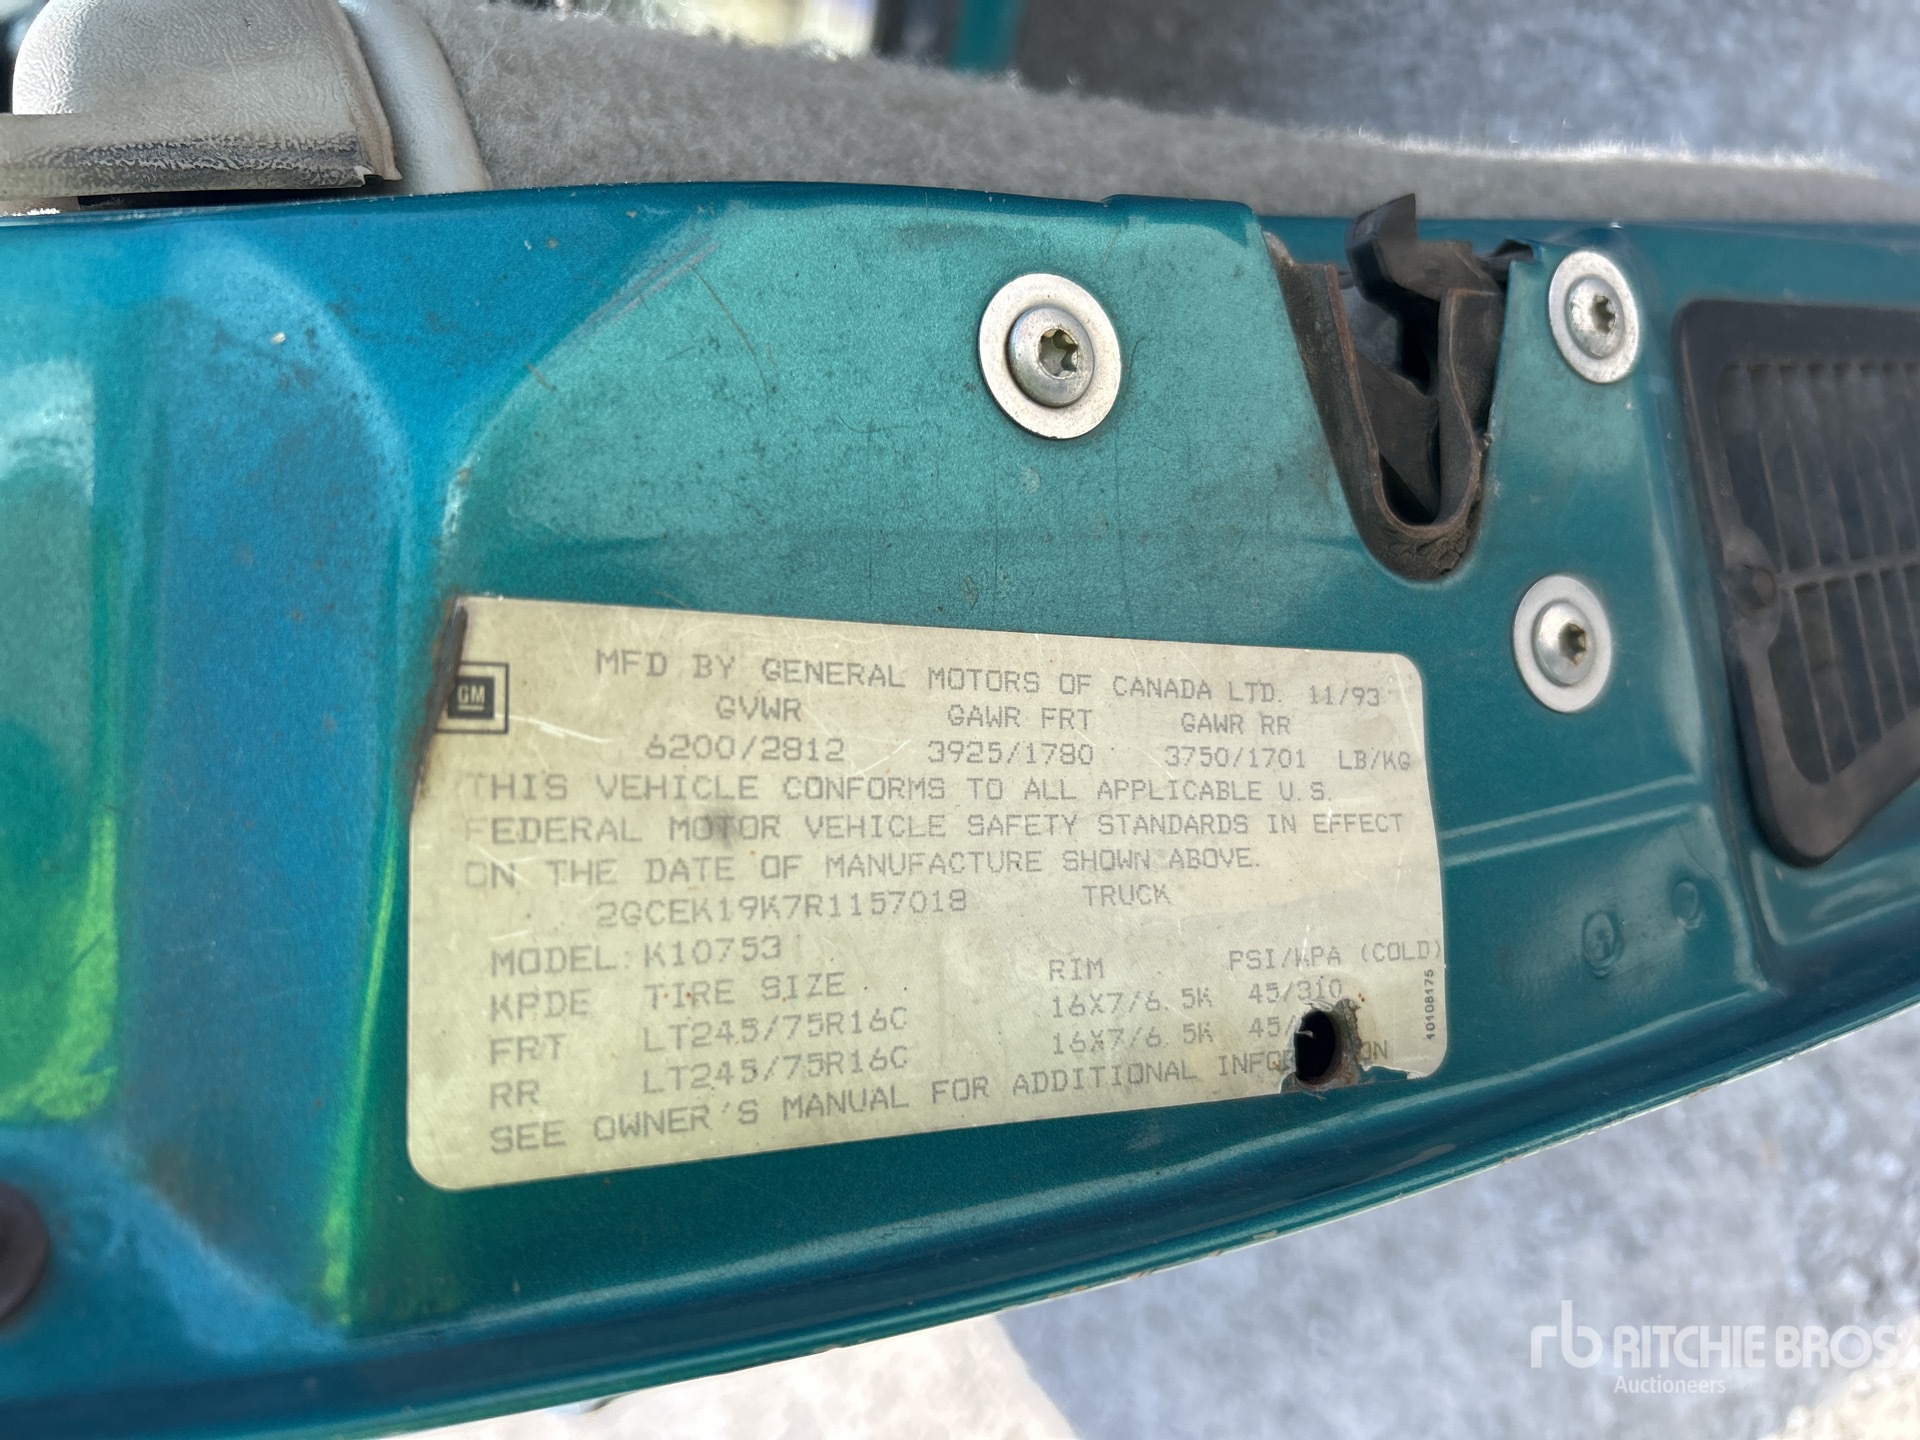 GM
MFD BY GENERAL MOTORS OF CANADA LTD. 11/93
GVWR GAWR FRT GAWR RR
6200/2812 3925/1780 3750/1701 LB/KG
THIS VEHICLE CONFORMS TO ALL APPLICABLE U.S.
FEDERAL MOTOR VEHICLE SAFETY STANDARDS IN EFFECT
ON THE DATE OF MANUFACTURE SHOWN ABOVE.
2GCEK19K7R1157018 TRUCK
MODEL: K10753
KPDE TIRE SIZE RIM PSI/KPA (COLD)
FRT LT245/75R16C 16X7/6.5K 45/310
RR LT245/75R16C 16X7/6.5K 45/
SEE OWNER'S MANUAL FOR ADDITIONAL INFORMATION
10108175
rb RITCHIE BROS
Auctioneers